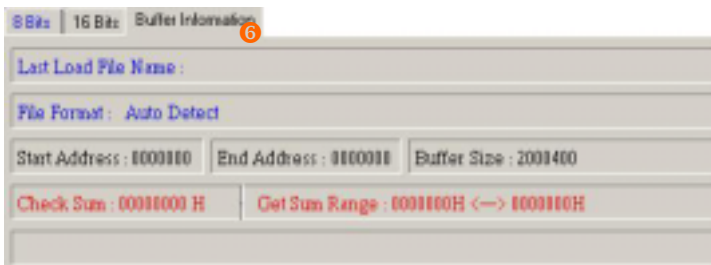 8 Bits 16 Bits Buffer Information 6
Last Load File Name :
File Format : Auto Detect
Start Address : 0000000 End Address : 0000000 Buffer Size : 2000400
Check Sum : 00000000 H Get Sum Range : 0000000H <—> 0000000H